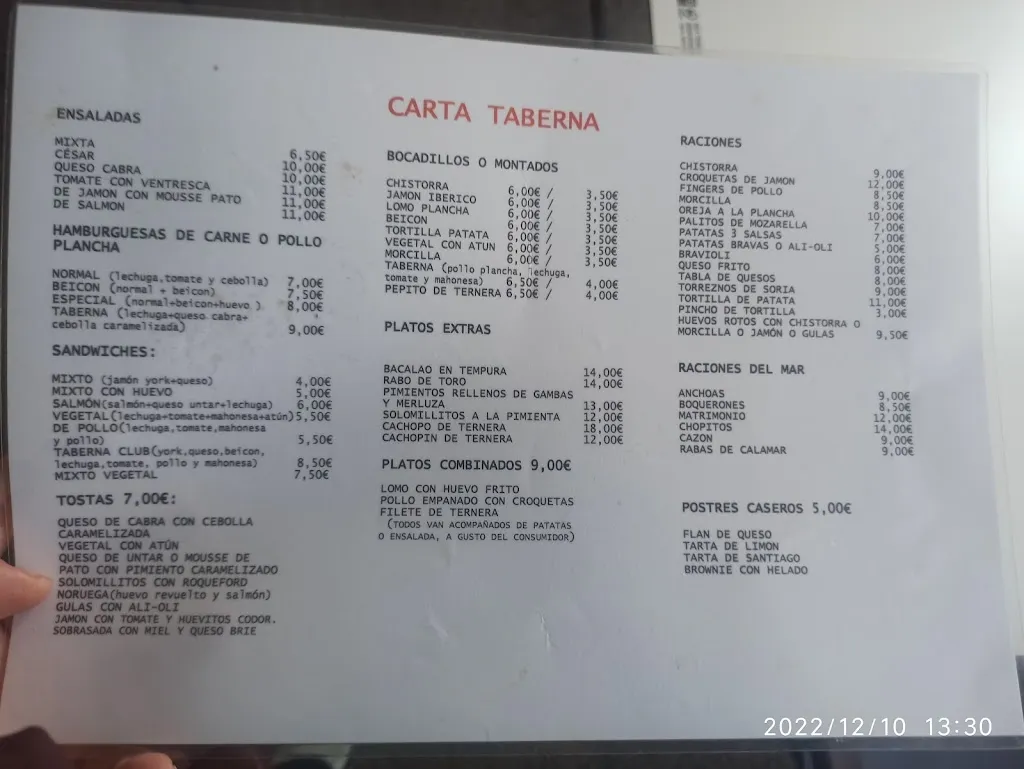 CARTA TABERNA
ENSALADAS
MIXTA 6,50€
CÉSAR 10,00€
QUESO CABRA 10,00€
TOMATE CON VENTRESCA 11,00€
DE JAMON CON MOUSSE PATO 11,00€
DE SALMON 11,00€
HAMBURGUESAS DE CARNE O POLLO
PLANCHA
NORMAL (lechuga,tomate y cebolla) 7,00€
BEICON (normal + beicon) 7,50€
ESPECIAL (normal+beicon+huevo ) 8,00€
TABERNA (lechuga+queso cabra+
cebolla caramelizada) 9,00€
SANDWICHES:
MIXTO (jamón york+queso) 4,00€
MIXTO CON HUEVO 5,00€
SALMÓN(salmón+queso untar+lechuga) 6,00€
VEGETAL(lechuga+tomate+mahonesa+atún)5,50€
DE POLLO(lechuga,tomate,mahonesa
y pollo) 5,50€
TABERNA CLUB(york,queso,beicon,
lechuga,tomate, pollo y mahonesa) 8,50€
MIXTO VEGETAL 7,50€
TOSTAS 7,00€:
QUESO DE CABRA CON CEBOLLA
CARAMELIZADA
VEGETAL CON ATÚN
QUESO DE UNTAR O MOUSSE DE
PATO CON PIMIENTO CARAMELIZADO
SOLOMILLITOS CON ROQUEFORD
NORUEGA(huevo revuelto y salmón)
GULAS CON ALI-OLI
JAMON CON TOMATE Y HUEVITOS CODOR.
SOBRASADA CON MIEL Y QUESO BRIE
BOCADILLOS O MONTADOS
CHISTORRA 6,00€ / 3,50€
JAMON IBERICO 6,00€ / 3,50€
LOMO PLANCHA 6,00€ / 3,50€
BEICON 6,00€ / 3,50€
TORTILLA PATATA 6,00€ / 3,50€
VEGETAL CON ATUN 6,00€ / 3,50€
MORCILLA 6,00€ / 3,50€
TABERNA (pollo plancha, lechuga,
tomate y mahonesa) 6,50€ / 4,00€
PEPITO DE TERNERA 6,50€ / 4,00€
PLATOS EXTRAS
BACALAO EN TEMPURA 14,00€
RABO DE TORO 14,00€
PIMIENTOS RELLENOS DE GAMBAS
Y MERLUZA 13,00€
SOLOMILLITOS A LA PIMIENTA 12,00€
CACHOPO DE TERNERA 18,00€
CACHOPIN DE TERNERA 12,00€
PLATOS COMBINADOS 9,00€
LOMO CON HUEVO FRITO
POLLO EMPANADO CON CROQUETAS
FILETE DE TERNERA
(TODOS VAN ACOMPAÑADOS DE PATATAS
O ENSALADA, A GUSTO DEL CONSUMIDOR)
RACIONES
CHISTORRA 9,00€
CROQUETAS DE JAMON 12,00€
FINGERS DE POLLO 8,50€
MORCILLA 8,50€
OREJA A LA PLANCHA 10,00€
PALITOS DE MOZARELLA 7,00€
PATATAS 3 SALSAS 7,00€
PATATAS BRAVAS O ALI-OLI 5,00€
BRAVIOLI 6,00€
QUESO FRITO 8,00€
TABLA DE QUESOS 8,00€
TORREZNOS DE SORIA 9,00€
TORTILLA DE PATATA 11,00€
PINCHO DE TORTILLA 3,00€
HUEVOS ROTOS CON CHISTORRA O
MORCILLA O JAMÓN O GULAS 9,50€
RACIONES DEL MAR
ANCHOAS 9,00€
BOQUERONES 8,50€
MATRIMONIO 12,00€
CHOPITOS 14,00€
CAZON 9,00€
RABAS DE CALAMAR 9,00€
POSTRES CASEROS 5,00€
FLAN DE QUESO
TARTA DE LIMON
TARTA DE SANTIAGO
BROWNIE CON HELADO
2022/12/10 13:30